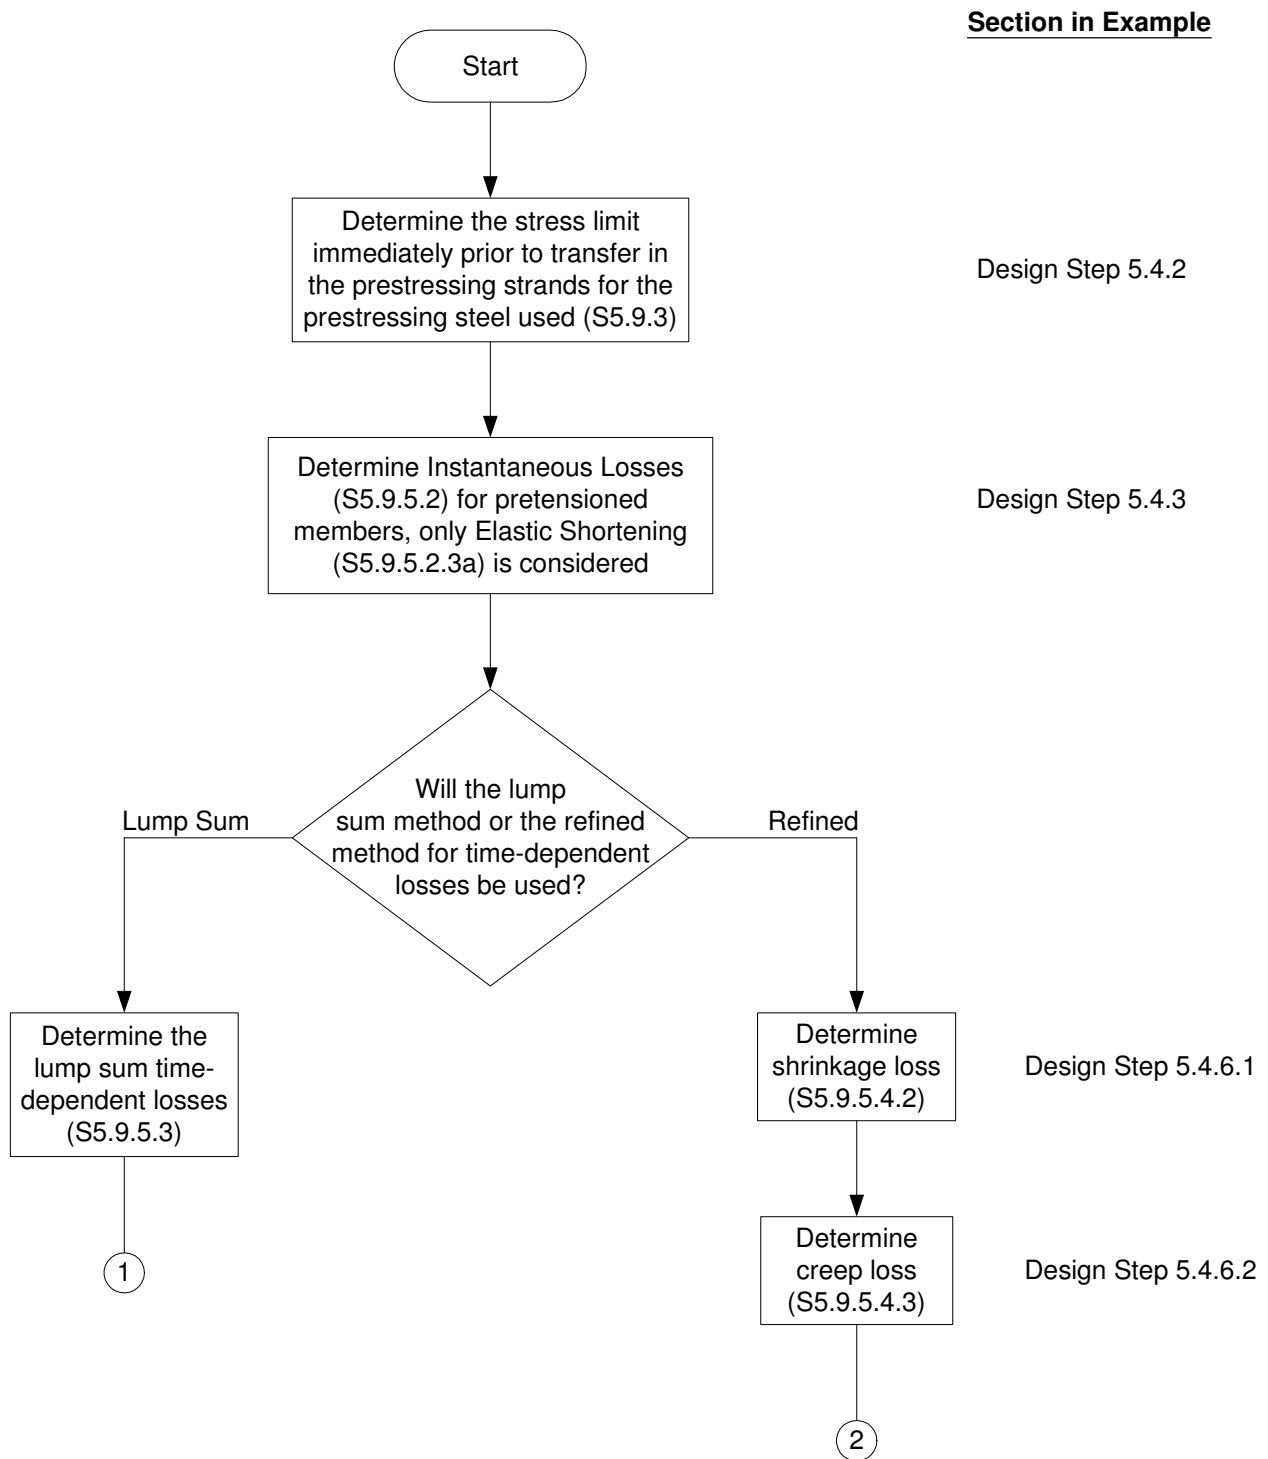 Section in Example
Start
Determine the stress limit
immediately prior to transfer in
the prestressing strands for the
prestressing steel used (S5.9.3)
Design Step 5.4.2
Determine Instantaneous Losses
(S5.9.5.2) for pretensioned
members, only Elastic Shortening
(S5.9.5.2.3a) is considered
Design Step 5.4.3
Will the lump
sum method or the refined
method for time-dependent
losses be used?
Lump Sum
Refined
Determine the
lump sum time-
dependent losses
(S5.9.5.3)
1
Determine
shrinkage loss
(S5.9.5.4.2)
Design Step 5.4.6.1
Determine
creep loss
(S5.9.5.4.3)
Design Step 5.4.6.2
2